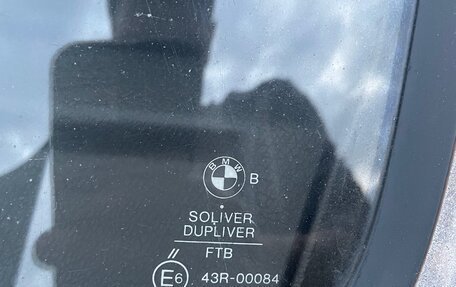 BMW B
SOLIVER
DUPLIVER
FTB
//
E6 43R-00084